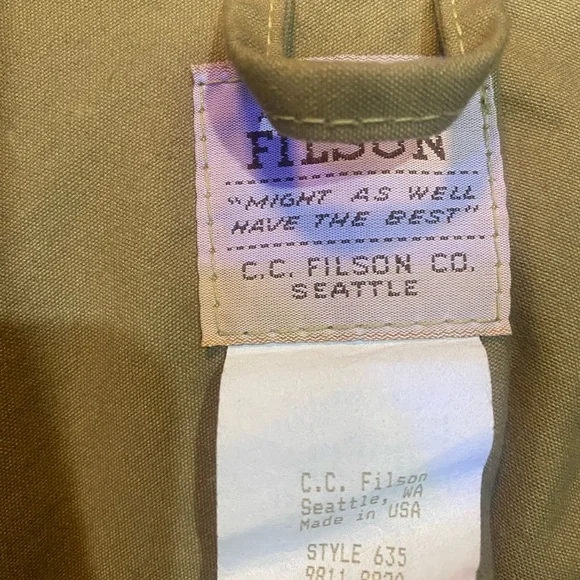 FILSON
"MIGHT AS WELL
HAVE THE BEST"
C.C. FILSON CO.
SEATTLE
C.C. Filson
Seattle, WA
Made in USA
STYLE 635